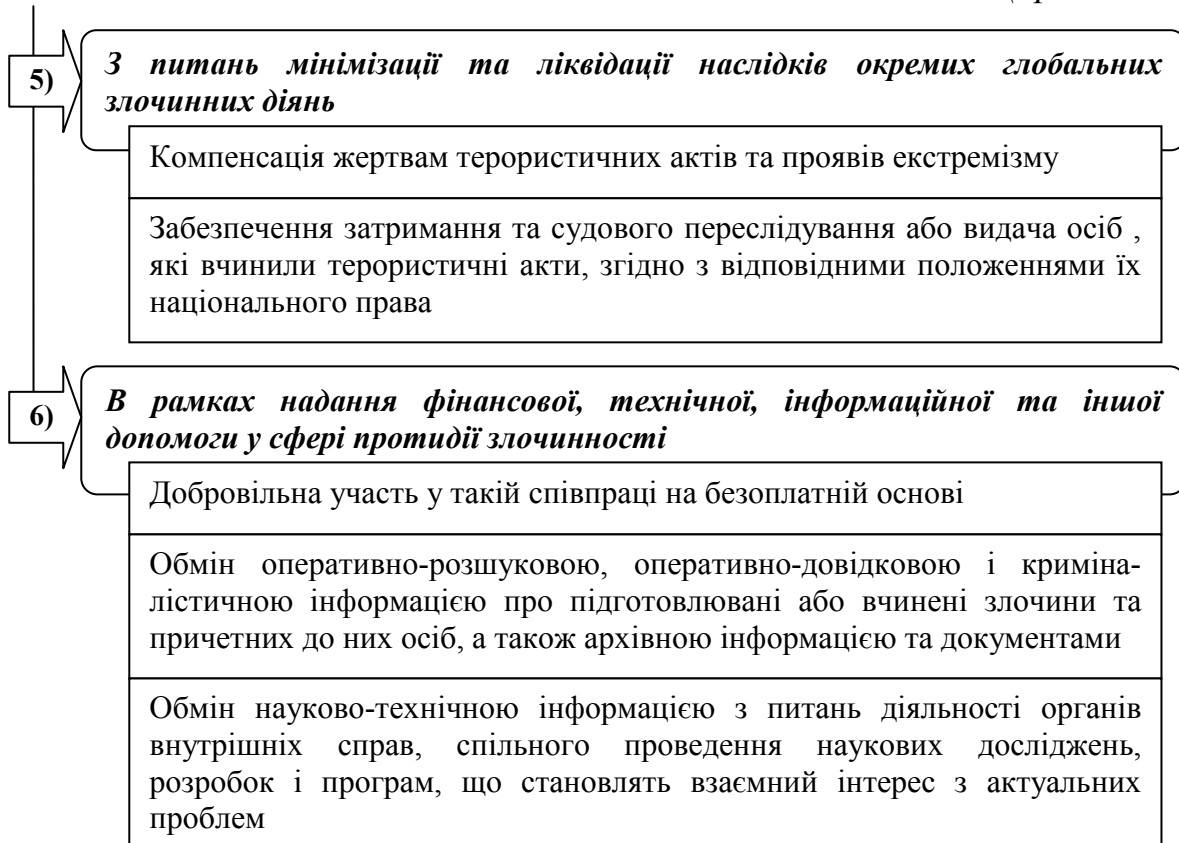 5)
З питань мінімізації та ліквідації наслідків окремих глобальних
злочинних діянь
Компенсація жертвам терористичних актів та проявів екстремізму
Забезпечення затримання та судового переслідування або видача осіб ,
які вчинили терористичні акти, згідно з відповідними положеннями їх
національного права
6)
В рамках надання фінансової, технічної, інформаційної та іншої
допомоги у сфері протидії злочинності
Добровільна участь у такій співпраці на безоплатній основі
Обмін оперативно-розшуковою, оперативно-довідковою і криміна-
лістичною інформацією про підготовлювані або вчинені злочини та
причетних до них осіб, а також архівною інформацією та документами
Обмін науково-технічною інформацією з питань діяльності органів
внутрішніх справ, спільного проведення наукових досліджень,
розробок і програм, що становлять взаємний інтерес з актуальних
проблем